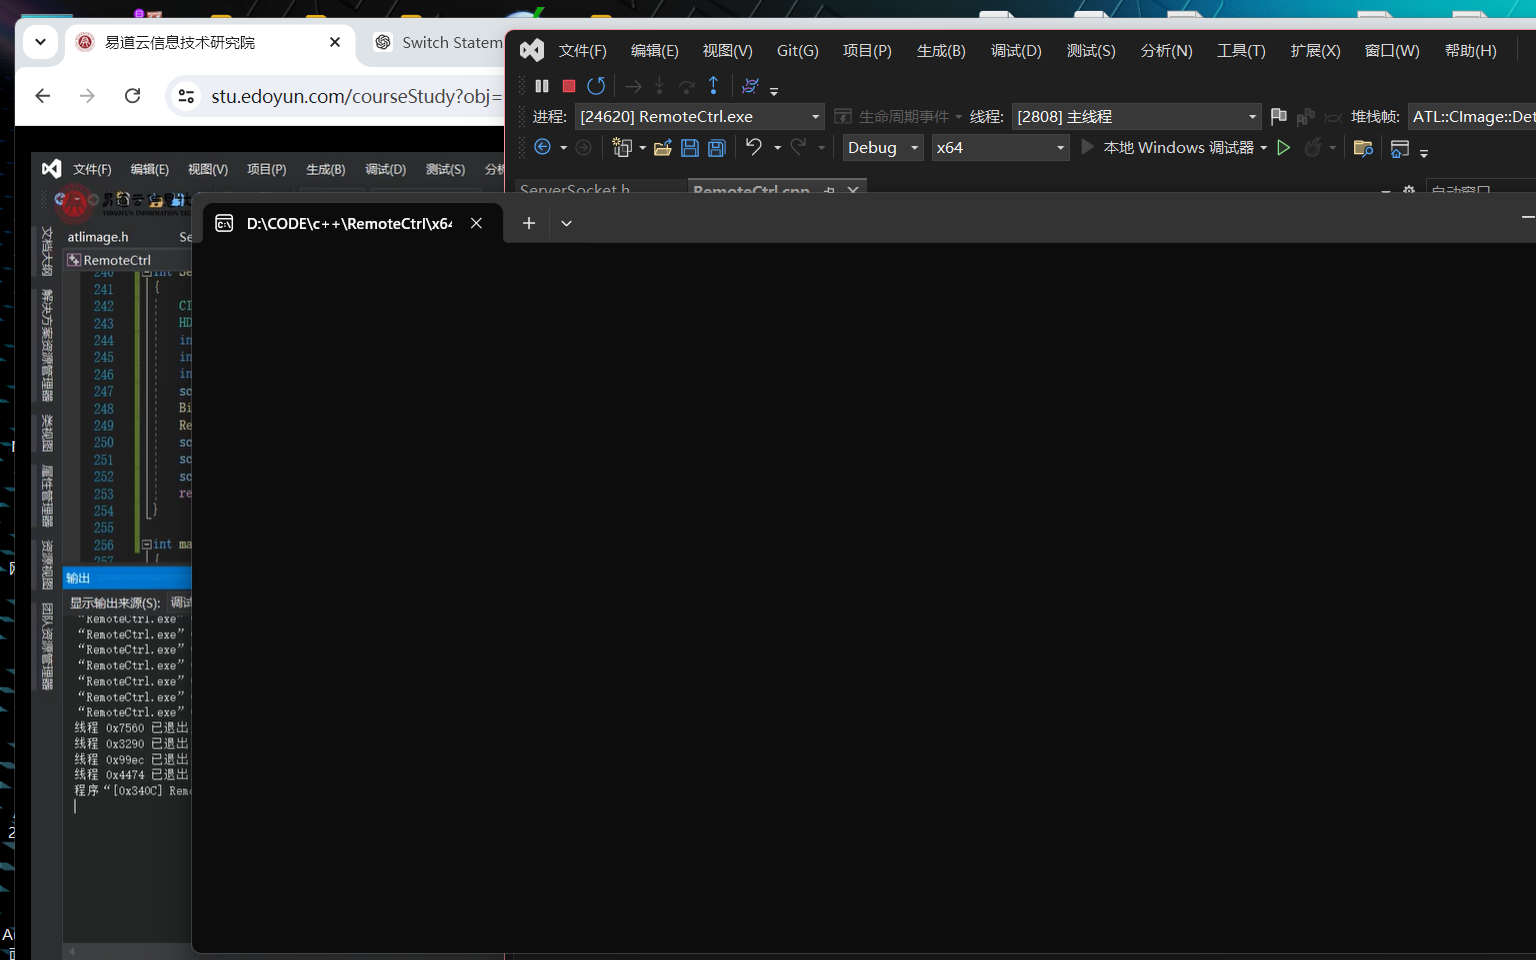 易道云信息技术研究院
Switch Statem
stu.edoyun.com/courseStudy?obj=
文件(F) 编辑(E) 视图(V) Git(G) 项目(P) 生成(B) 调试(D) 测试(S) 分析(N) 工具(T) 扩展(X) 窗口(W) 帮助(H)
进程: [24620] RemoteCtrl.exe 生命周期事件 线程: [2808] 主线程 堆栈帧: ATL::CImage::Det
Debug x64 本地 Windows 调试器
ServerSocket.h RemoteCtrl.cpp 自动窗口
D:\CODE\c++\RemoteCtrl\x64
文件(F) 编辑(E) 视图(V) 项目(P) 生成(B) 调试(D) 测试(S) 分析
易道云信息技
atlimage.h Se
RemoteCtrl
文档大纲
解决方案资源管理器
类视图
属性管理器
资源视图
团队资源管理器
240 int Se
241 {
242 CI
243 HD
244 in
245 in
246 in
247 sc
248 Bi
249 Re
250 sc
251 sc
252 sc
253 re
254 }
255
256 int ma
257 {
输出
显示输出来源(S): 调试
“RemoteCtrl.exe”
“RemoteCtrl.exe”
“RemoteCtrl.exe”
“RemoteCtrl.exe”
“RemoteCtrl.exe”
“RemoteCtrl.exe”
“RemoteCtrl.exe”
线程 0x7560 已退出
线程 0x3290 已退出
线程 0x99ec 已退出
线程 0x4474 已退出
程序“[0x340C] Remo